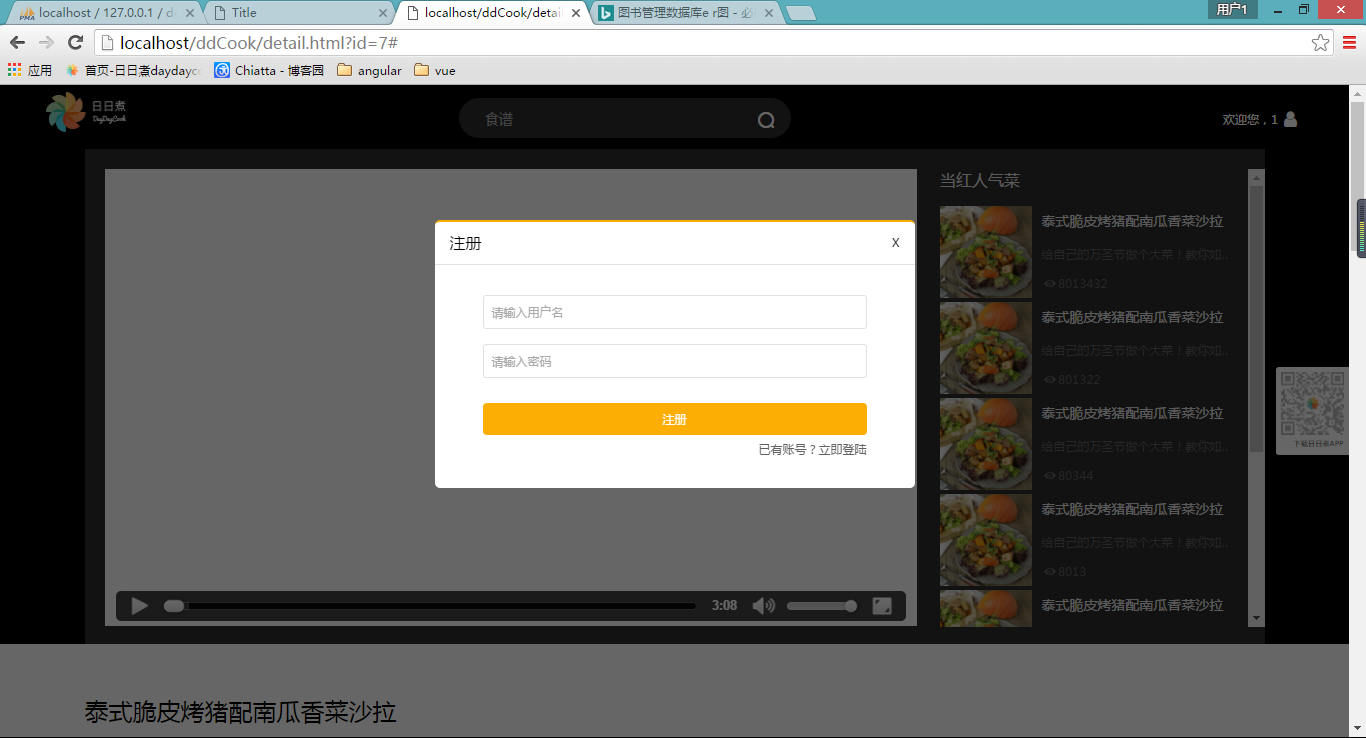 用户1
localhost / 127.0.0.1 / d
Title
localhost/ddCook/detail
图书管理数据库e r图 - 必
localhost/ddCook/detail.html?id=7#
应用
首页-日日煮daydayco
Chiatta - 博客园
angular
vue
日日煮
DayDayCook
食谱
欢迎您，1
当红人气菜
注册
X
请输入用户名
请输入密码
注册
已有账号？立即登陆
3:08
泰式脆皮烤猪配南瓜香菜沙拉
给自己的万圣节做个大菜！教你如..
8013432
泰式脆皮烤猪配南瓜香菜沙拉
给自己的万圣节做个大菜！教你如..
801322
泰式脆皮烤猪配南瓜香菜沙拉
给自己的万圣节做个大菜！教你如..
80344
泰式脆皮烤猪配南瓜香菜沙拉
给自己的万圣节做个大菜！教你如..
8013
泰式脆皮烤猪配南瓜香菜沙拉
下载日日煮APP
泰式脆皮烤猪配南瓜香菜沙拉